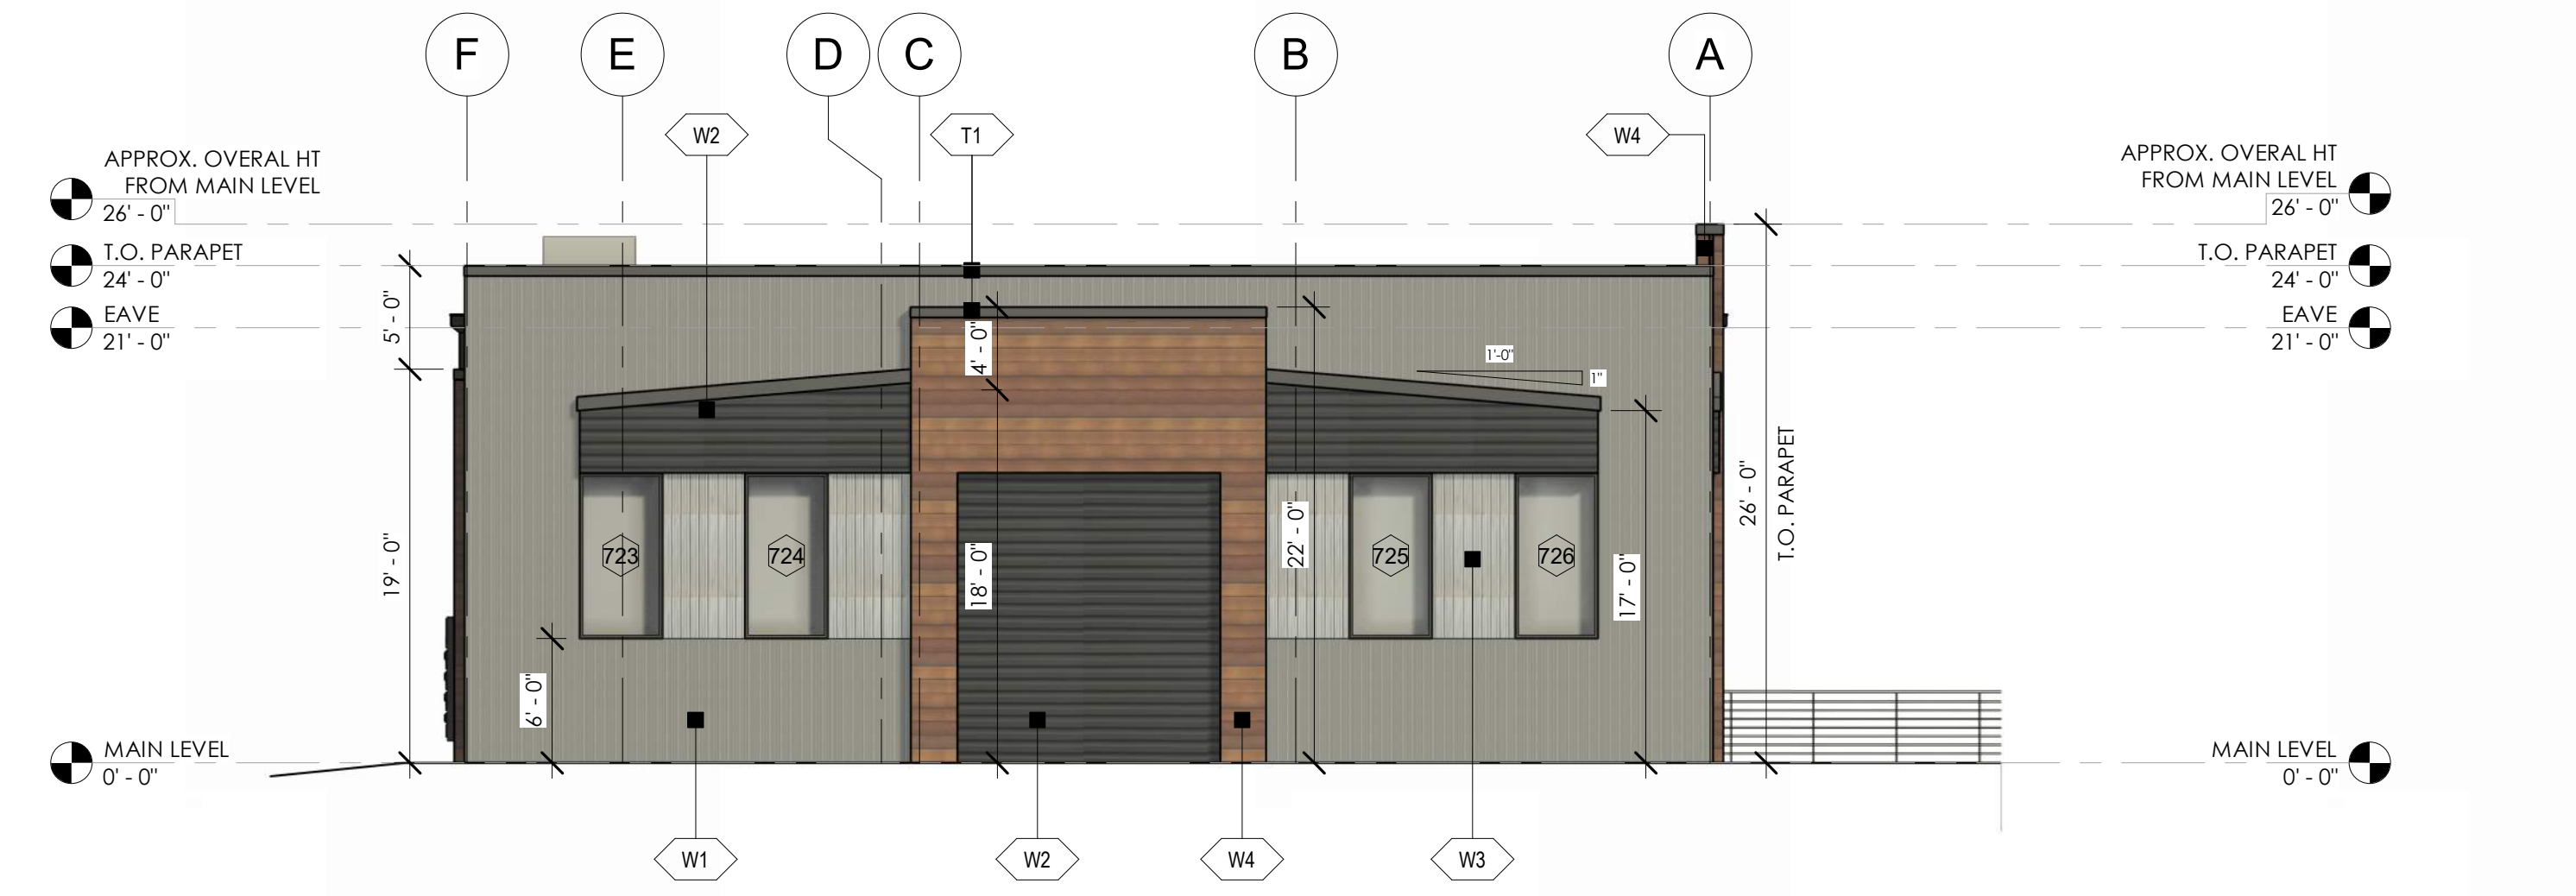 F
E
D
C
B
A
W2
T1
W4
APPROX. OVERAL HT
FROM MAIN LEVEL
26' - 0"
APPROX. OVERAL HT
FROM MAIN LEVEL
26' - 0"
T.O. PARAPET
24' - 0"
T.O. PARAPET
24' - 0"
EAVE
21' - 0"
EAVE
21' - 0"
5' - 0"
4' - 0"
1'-0"
1"
19' - 0"
18' - 0"
22' - 0"
17' - 0"
26' - 0"
T.O. PARAPET
723
724
725
726
6' - 0"
MAIN LEVEL
0' - 0"
MAIN LEVEL
0' - 0"
W1
W2
W4
W3